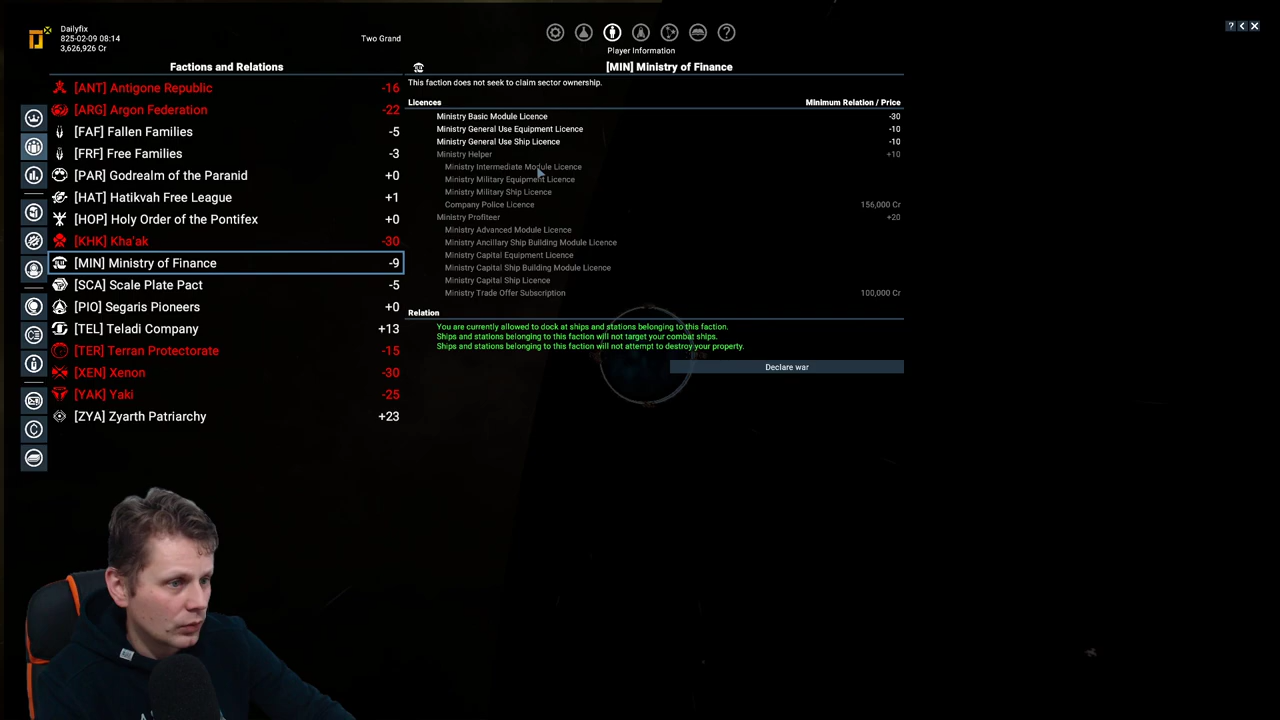 Dailyfix
825-02-09 08:14
3,626,926 Cr
Two Grand
Player Information
Factions and Relations
[ANT] Antigone Republic -16
[ARG] Argon Federation -22
[FAF] Fallen Families -5
[FRF] Free Families -3
[PAR] Godrealm of the Paranid +0
[HAT] Hatikvah Free League +1
[HOP] Holy Order of the Pontifex +0
[KHK] Kha'ak -30
[MIN] Ministry of Finance -9
[SCA] Scale Plate Pact -5
[PIO] Segaris Pioneers +0
[TEL] Teladi Company +13
[TER] Terran Protectorate -15
[XEN] Xenon -30
[YAK] Yaki -25
[ZYA] Zyarth Patriarchy +23
[MIN] Ministry of Finance
This faction does not seek to claim sector ownership.
Licences Minimum Relation / Price
Ministry Basic Module Licence -30
Ministry General Use Equipment Licence -10
Ministry General Use Ship Licence -10
Ministry Helper +10
Ministry Intermediate Module Licence
Ministry Military Equipment Licence
Ministry Military Ship Licence
Company Police Licence 156,000 Cr
Ministry Profiteer +20
Ministry Advanced Module Licence
Ministry Ancillary Ship Building Module Licence
Ministry Capital Equipment Licence
Ministry Capital Ship Building Module Licence
Ministry Capital Ship Licence
Ministry Trade Offer Subscription 100,000 Cr
Relation
You are currently allowed to dock at ships and stations belonging to this faction.
Ships and stations belonging to this faction will not target your combat ships.
Ships and stations belonging to this faction will not attempt to destroy your property.
Declare war